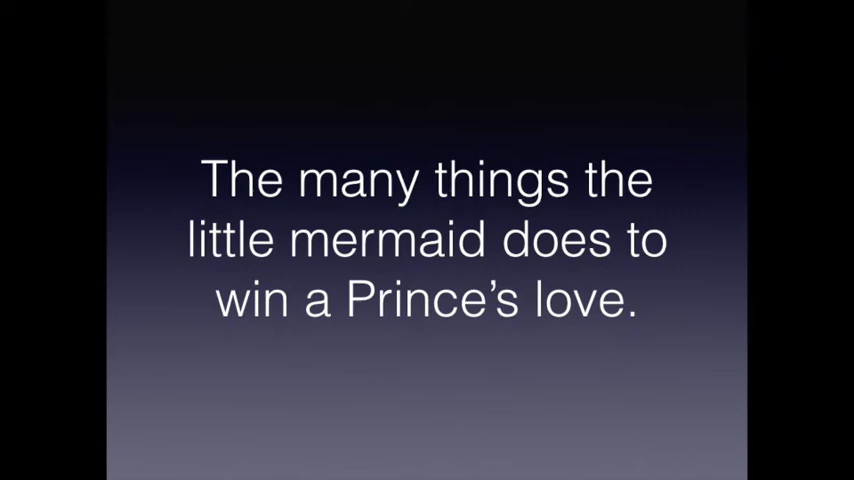 The many things the
little mermaid does to
win a Prince’s love.